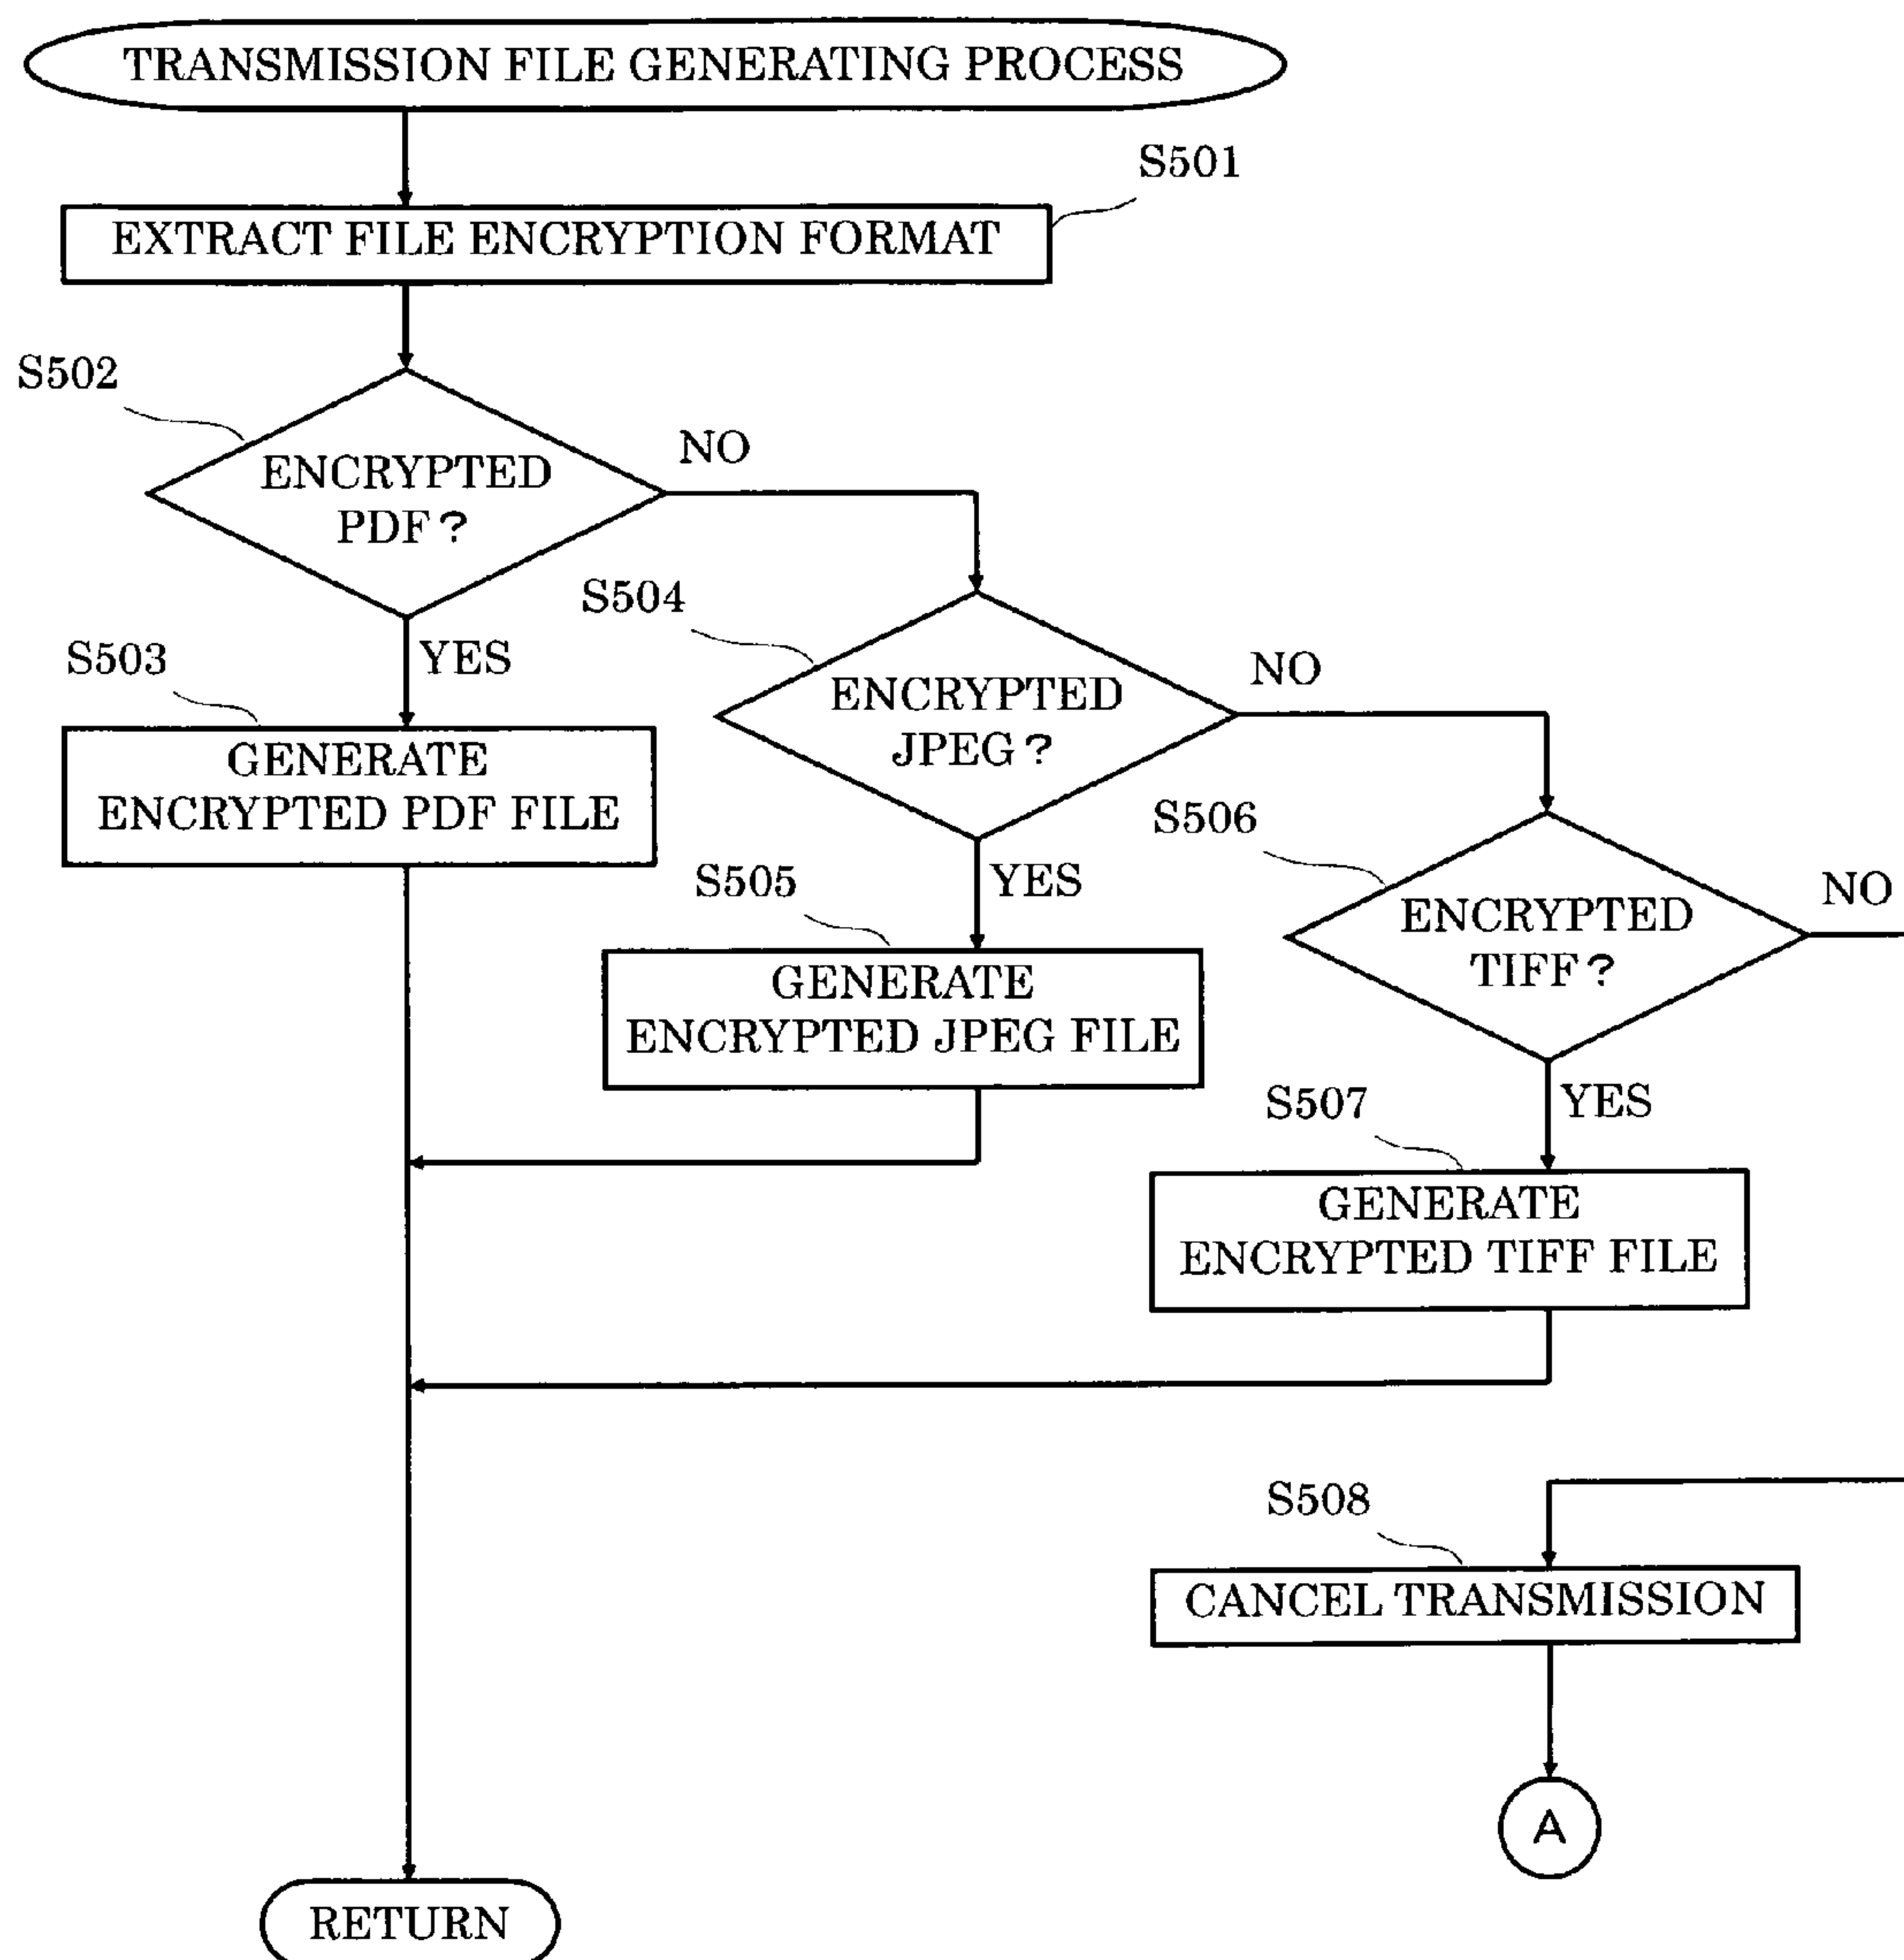 TRANSMISSION FILE GENERATING PROCESS
S501
EXTRACT FILE ENCRYPTION FORMAT
S502
ENCRYPTED
PDF?
NO
YES
S503
GENERATE
ENCRYPTED PDF FILE
S504
ENCRYPTED
JPEG?
NO
YES
S505
GENERATE
ENCRYPTED JPEG FILE
S506
ENCRYPTED
TIFF?
NO
YES
S507
GENERATE
ENCRYPTED TIFF FILE
S508
CANCEL TRANSMISSION
A
RETURN